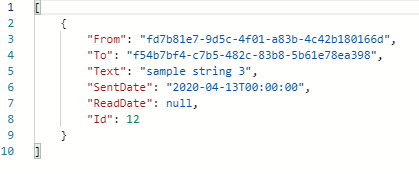 1 [
2 {
3 "From": "fd7b81e7-9d5c-4f01-a83b-4c42b180166d",
4 "To": "f54b7bf4-c7b5-482c-83b8-5b61e78ea398",
5 "Text": "sample string 3",
6 "SentDate": "2020-04-13T00:00:00",
7 "ReadDate": null,
8 "Id": 12
9 }
10 ]